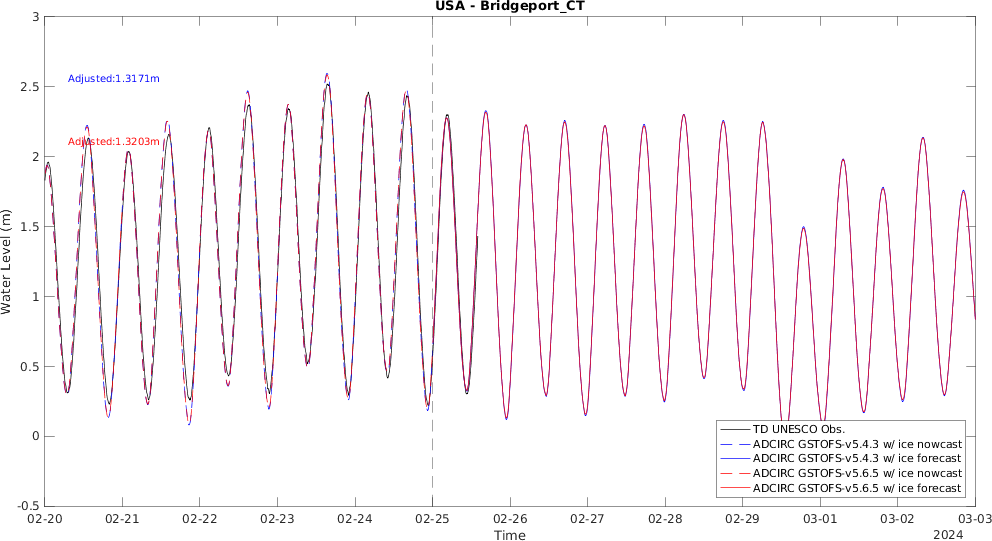 USA - Bridgeport_CT
3
2.5
2
1.5
1
0.5
0
-0.5
Water Level (m)
Adjusted:1.3171m
Adjusted:1.3203m
TD UNESCO Obs.
ADCIRC GSTOFS-v5.4.3 w/ ice nowcast
ADCIRC GSTOFS-v5.4.3 w/ ice forecast
ADCIRC GSTOFS-v5.6.5 w/ ice nowcast
ADCIRC GSTOFS-v5.6.5 w/ ice forecast
02-20 02-21 02-22 02-23 02-24 02-25 02-26 02-27 02-28 02-29 03-01 03-02 03-03
Time
2024